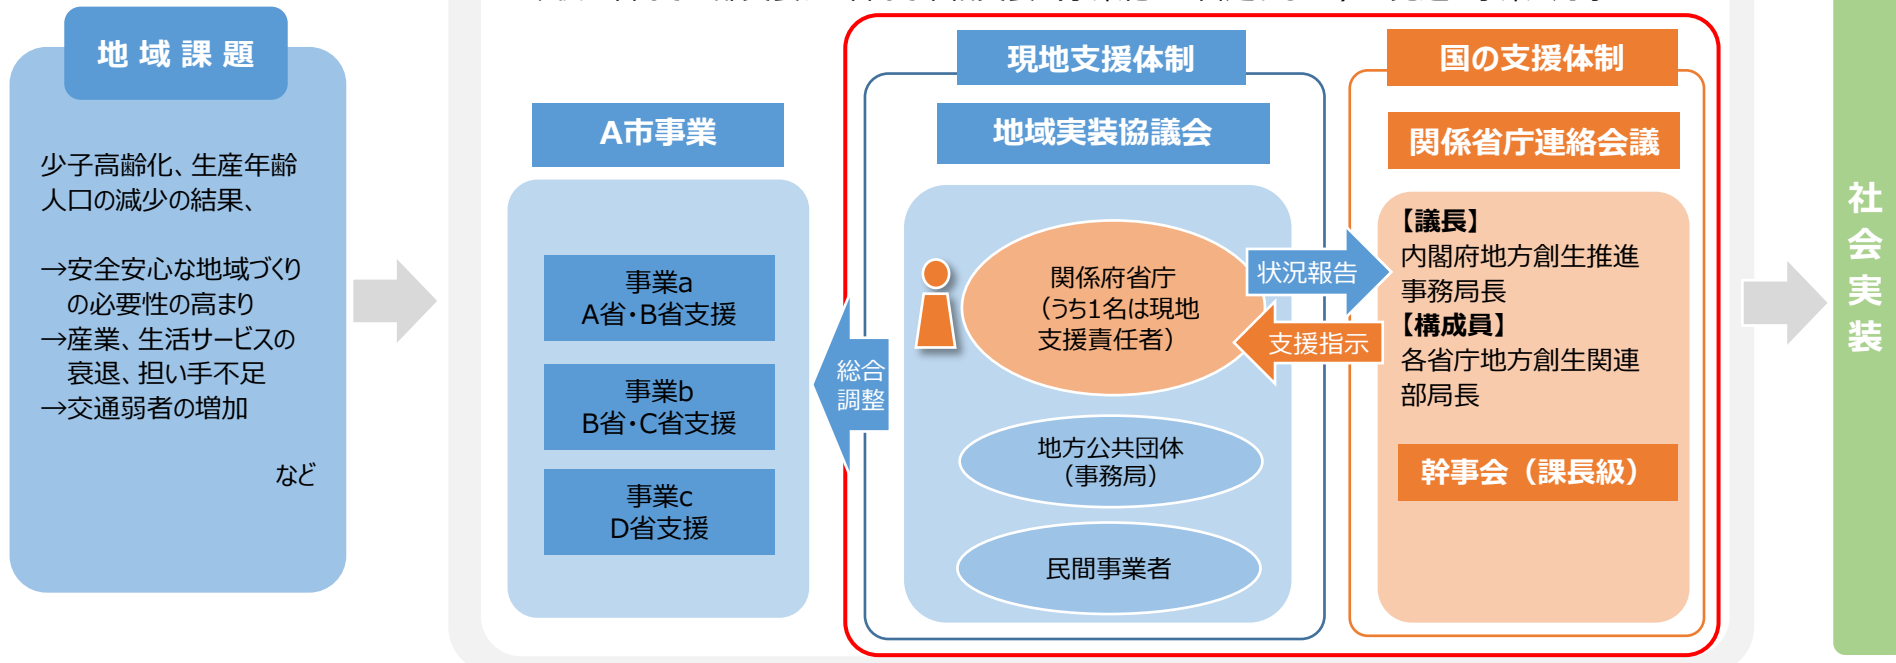 地域課題
少子高齢化、生産年齢
人口の減少の結果、
→安全安心な地域づくり
の必要性の高まり
→産業、生活サービスの
衰退、担い手不足
→交通弱者の増加
など
A市事業
事業a
A省・B省支援
事業b
B省・C省支援
事業c
D省支援
総合
調整
現地支援体制
地域実装協議会
関係府省庁
（うち1名は現地
支援責任者）
地方公共団体
（事務局）
民間事業者
状況報告
支援指示
国の支援体制
関係省庁連絡会議
【議長】
内閣府地方創生推進
事務局長
【構成員】
各省庁地方創生関連
部局長
幹事会（課長級）
社会実装